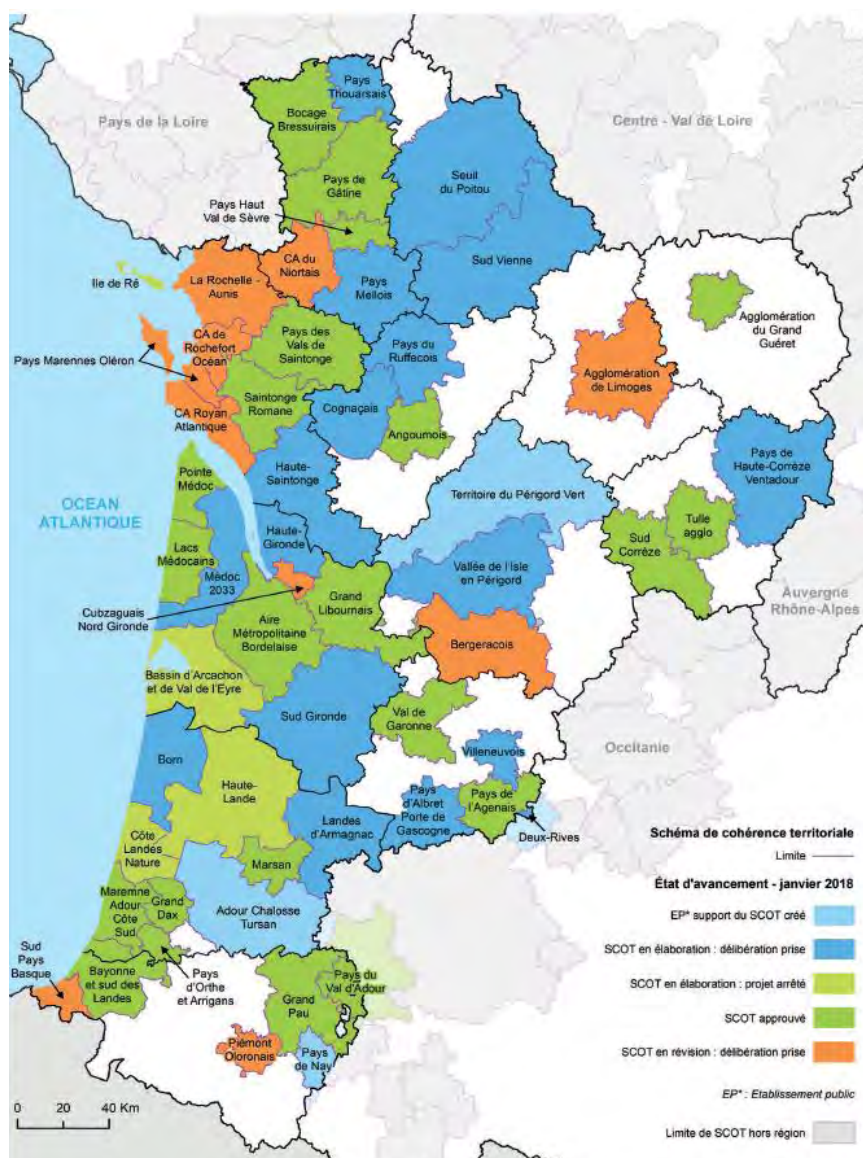 Pays de la Loire
Centre - Val de Loire
Pays
Thouarsais
Bocage
Bressuirais
Pays de
Gâtine
Seuil
du Poitou
Pays Haut
Val de Sèvre
CA du
Niortais
Sud Vienne
Ile de Ré
La Rochelle -
Aunis
Pays
Mellois
Agglomération
du Grand
Guéret
Pays Marennes Oléron
CA de
Rochefort
Océan
Pays des
Vals de
Saintonge
Pays du
Ruffecois
Agglomération
de Limoges
CA Royan
Atlantique
Saintonge
Romane
Cognaçais
Angoumois
Pays de
Haute-Corrèze
Ventadour
Pointe
Médoc
Haute-
Saintonge
Territoire du Périgord Vert
OCEAN
ATLANTIQUE
Tulle
agglo
Sud
Corrèze
Lacs
Médocains
Médoc
2033
Haute-
Gironde
Vallée de l'Isle
en Périgord
Auvergne
Rhône-Alpes
Cubzaguais
Nord Gironde
Grand
Libournais
Aire
Métropolitaine
Bordelaise
Bergeracois
Bassin d'Arcachon
et de Val de l'Eyre
Sud Gironde
Val de
Garonne
Occitanie
Born
Villeneuvois
Haute-
Lande
Pays
d'Albret
Porte de
Gascogne
Pays de
l'Agenais
Landes
d'Armagnac
Deux-Rives
Côte
Landes
Nature
Marsan
Maremne
Adour
Côte
Sud
Grand
Dax
Adour Chalosse
Tursan
Sud
Pays
Basque
Bayonne
et sud des
Landes
Pays
d'Orthe
et Arrigans
Grand
Pau
Pays du
Val d'Adour
Piémont
Oloronais
Pays
de Nay
0 20 40 Km
Schéma de cohérence territoriale
Limite
État d'avancement - janvier 2018
EP* support du SCOT créé
SCOT en élaboration : délibération prise
SCOT en élaboration : projet arrêté
SCOT approuvé
SCOT en révision : délibération prise
EP* : Etablissement public
Limite de SCOT hors région